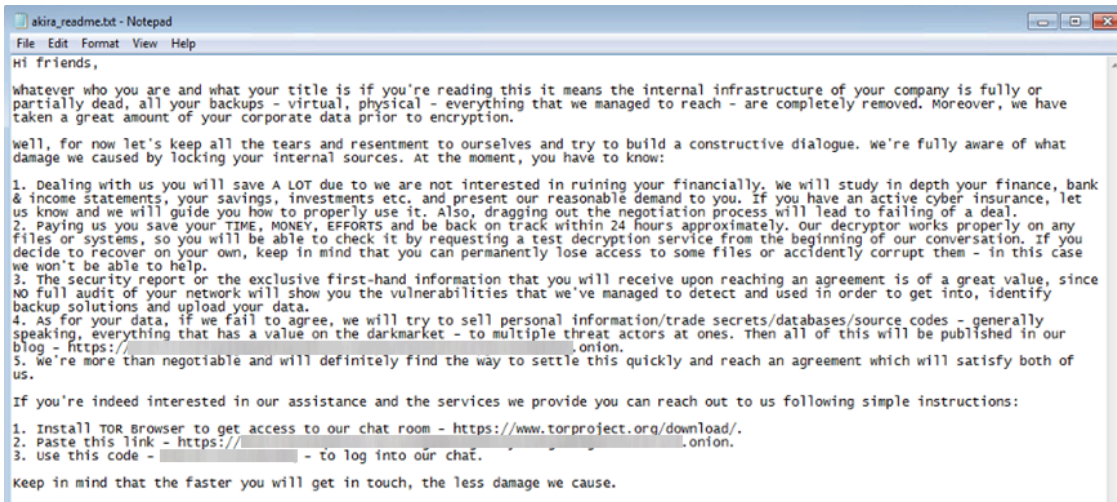 akira_readme.txt - Notepad
File Edit Format View Help
Hi friends,
Whatever who you are and what your title is if you're reading this it means the internal infrastructure of your company is fully or
partially dead, all your backups - virtual, physical - everything that we managed to reach - are completely removed. Moreover, we have
taken a great amount of your corporate data prior to encryption.
Well, for now let's keep all the tears and resentment to ourselves and try to build a constructive dialogue. We're fully aware of what
damage we caused by locking your internal sources. At the moment, you have to know:
1. Dealing with us you will save A LOT due to we are not interested in ruining your financially. We will study in depth your finance, bank
& income statements, your savings, investments etc. and present our reasonable demand to you. If you have an active cyber insurance, let
us know and we will guide you how to properly use it. Also, dragging out the negotiation process will lead to failing of a deal.
2. Paying us you save your TIME, MONEY, EFFORTS and be back on track within 24 hours approximately. Our decryptor works properly on any
files or systems, so you will be able to check it by requesting a test decryption service from the beginning of our conversation. If you
decide to recover on your own, keep in mind that you can permanently lose access to some files or accidently corrupt them - in this case
we won't be able to help.
3. The security report or the exclusive first-hand information that you will receive upon reaching an agreement is of a great value, since
NO full audit of your network will show you the vulnerabilities that we've managed to detect and used in order to get into, identify
backup solutions and upload your data.
4. As for your data, if we fail to agree, we will try to sell personal information/trade secrets/databases/source codes - generally
speaking, everything that has a value on the darkmarket - to multiple threat actors at ones. Then all of this will be published in our
blog - https:// .onion.
5. We're more than negotiable and will definitely find the way to settle this quickly and reach an agreement which will satisfy both of
us.
If you're indeed interested in our assistance and the services we provide you can reach out to us following simple instructions:
1. Install TOR Browser to get access to our chat room - https://www.torproject.org/download/.
2. Paste this link - https:// .onion.
3. Use this code - - to log into our chat.
Keep in mind that the faster you will get in touch, the less damage we cause.